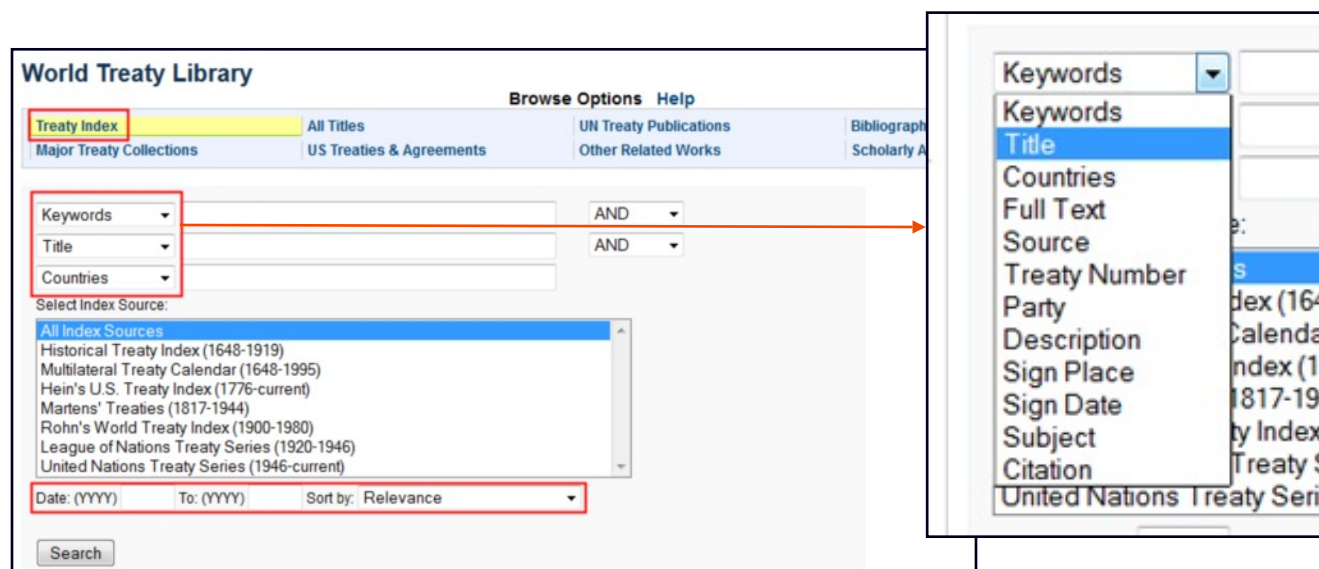 World Treaty Library
Browse Options Help
Treaty Index All Titles UN Treaty Publications
Major Treaty Collections US Treaties & Agreements Other Related Works Scholarly
Keywords AND
Title AND
Countries
Select Index Source:
All Index Sources
Historical Treaty Index (1648-1919)
Multilateral Treaty Calendar (1648-1995)
Hein's U.S. Treaty Index (1776-current)
Martens' Treaties (1817-1944)
Rohn's World Treaty Index (1900-1980)
League of Nations Treaty Series (1920-1946)
United Nations Treaty Series (1946-current)
Date: (YYYY) To: (YYYY) Sort by: Relevance
Search
Keywords
Keywords
Title
Countries
Full Text
Source
Treaty Number
Party
Description
Sign Place
Sign Date
Subject
Citation
United Nations Treaty